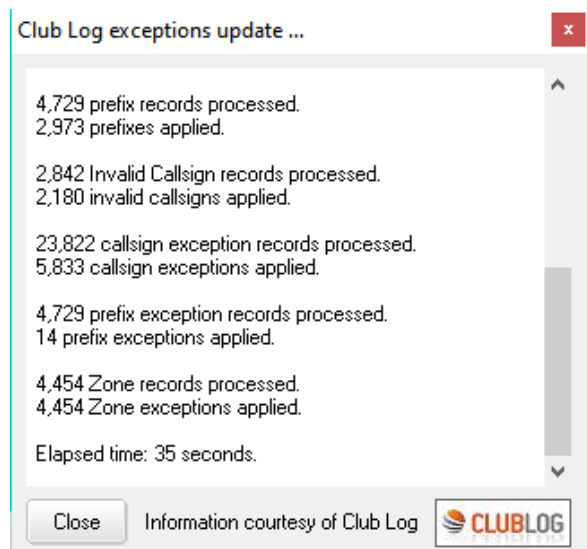 Club Log exceptions update ...
x
4,729 prefix records processed.
2,973 prefixes applied.
2,842 Invalid Callsign records processed.
2,180 invalid callsigns applied.
23,822 callsign exception records processed.
5,833 callsign exceptions applied.
4,729 prefix exception records processed.
14 prefix exceptions applied.
4,454 Zone records processed.
4,454 Zone exceptions applied.
Elapsed time: 35 seconds.
Close Information courtesy of Club Log CLUBLOG